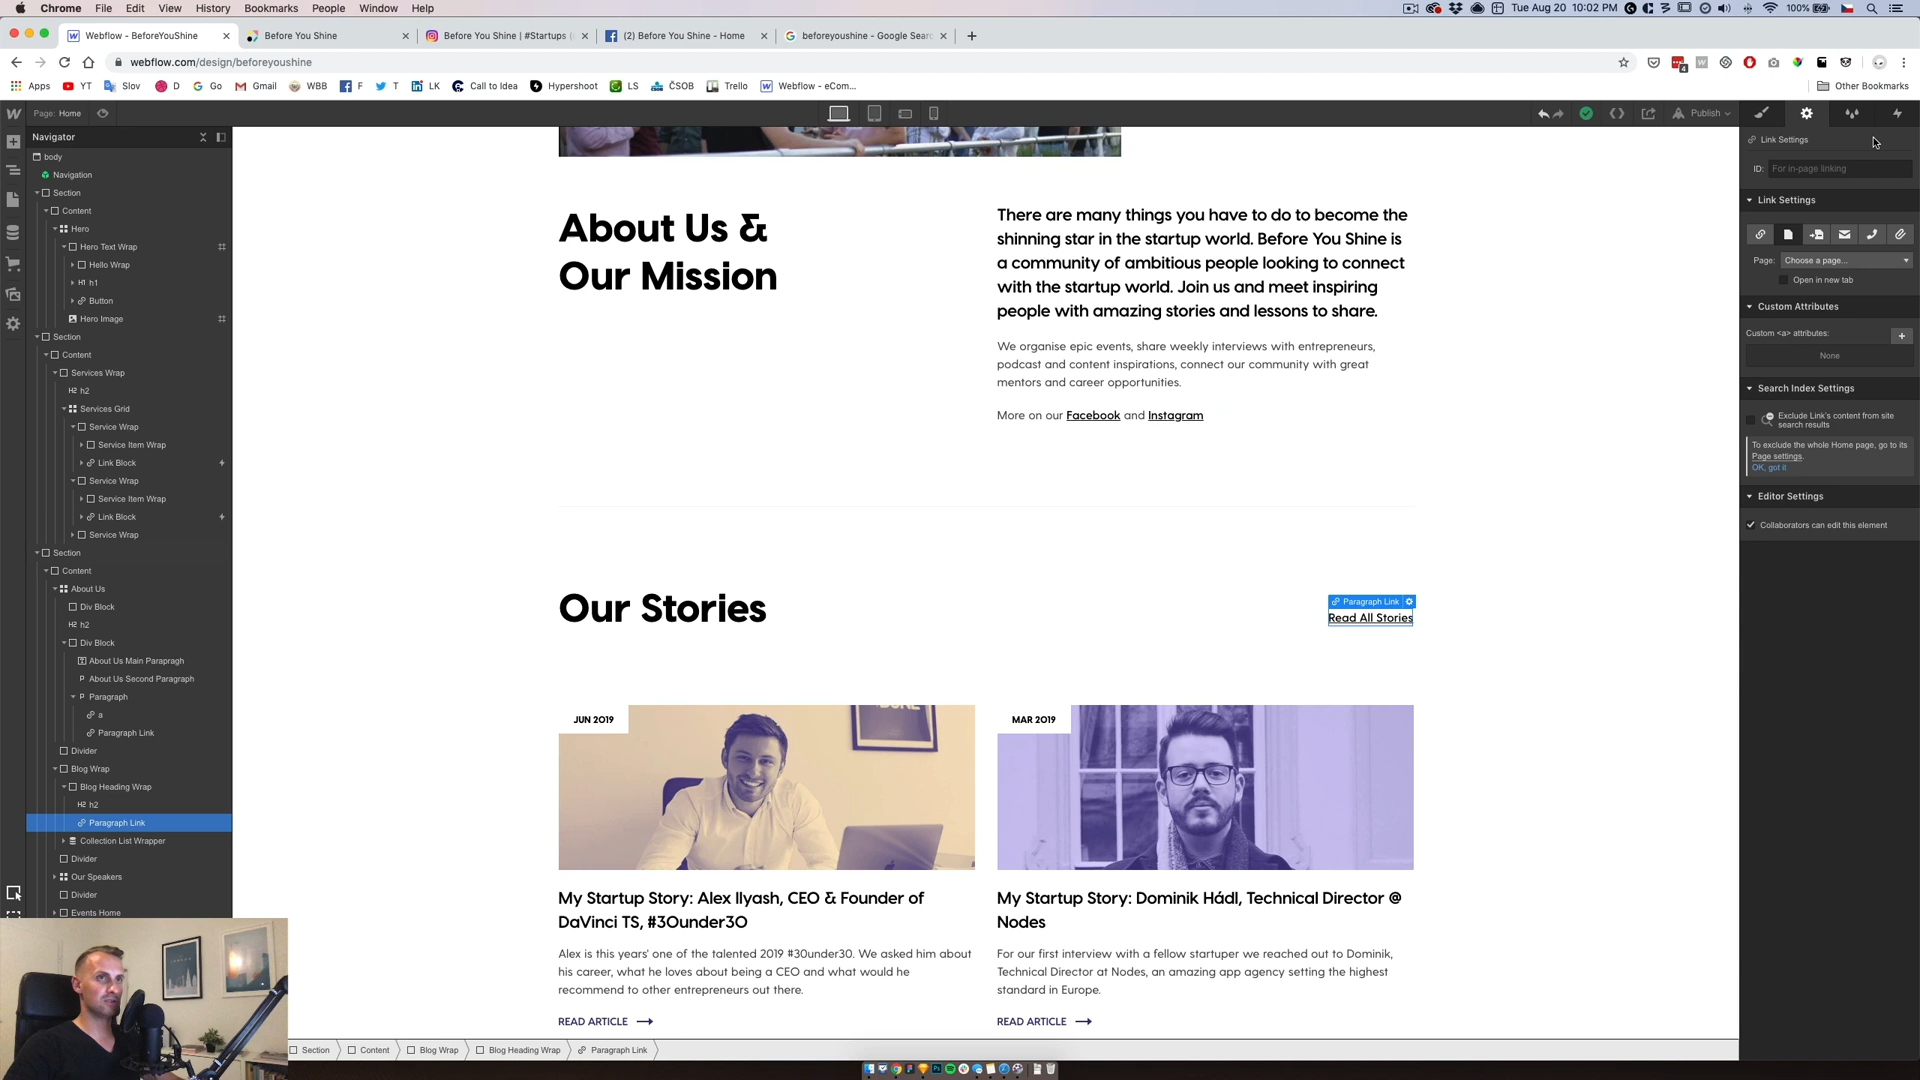 Chrome File Edit View History Bookmarks People Window Help
Tue Aug 20 10:02 PM
100%
Webflow - BeforeYouShine
Before You Shine
Before You Shine | #Startups
(2) Before You Shine - Home
beforeyoushine - Google Sear
webflow.com/design/beforeyoushine
Apps YT Slov D Go Gmail WBB F T LK Call to Idea Hypershoot LS ČSOB Trello Webflow - eCom...
Other Bookmarks
Page: Home
Publish
Navigator
body
Navigation
Section
Content
Hero
Hero Text Wrap
Hello Wrap
H1 h1
Button
Hero Image
Section
Content
Services Wrap
H2 h2
Services Grid
Service Wrap
Service Item Wrap
Link Block
Service Wrap
Service Item Wrap
Link Block
Service Wrap
Section
Content
About Us
Div Block
H2 h2
Div Block
About Us Main Parapragh
P About Us Second Paragraph
P Paragraph
a
Paragraph Link
Divider
Blog Wrap
Blog Heading Wrap
H2 h2
Paragraph Link
Collection List Wrapper
Divider
Our Speakers
Divider
Events Home
About Us &
Our Mission
There are many things you have to do to become the
shinning star in the startup world. Before You Shine is
a community of ambitious people looking to connect
with the startup world. Join us and meet inspiring
people with amazing stories and lessons to share.
We organise epic events, share weekly interviews with entrepreneurs,
podcast and content inspirations, connect our community with great
mentors and career opportunities.
More on our Facebook and Instagram
Our Stories
Paragraph Link
Read All Stories
JUN 2019
MAR 2019
My Startup Story: Alex Ilyash, CEO & Founder of
DaVinci TS, #30under30
Alex is this years' one of the talented 2019 #30under30. We asked him about
his career, what he loves about being a CEO and what would he
recommend to other entrepreneurs out there.
READ ARTICLE
My Startup Story: Dominik Hádl, Technical Director @
Nodes
For our first interview with a fellow startuper we reached out to Dominik,
Technical Director at Nodes, an amazing app agency setting the highest
standard in Europe.
READ ARTICLE
Section Content Blog Wrap Blog Heading Wrap Paragraph Link
Link Settings
ID: For in-page linking
Link Settings
Page: Choose a page...
Open in new tab
Custom Attributes
Custom <a> attributes:
+
None
Search Index Settings
Exclude Link's content from site
search results
To exclude the whole Home page, go to its
Page settings.
OK, got it
Editor Settings
Collaborators can edit this element